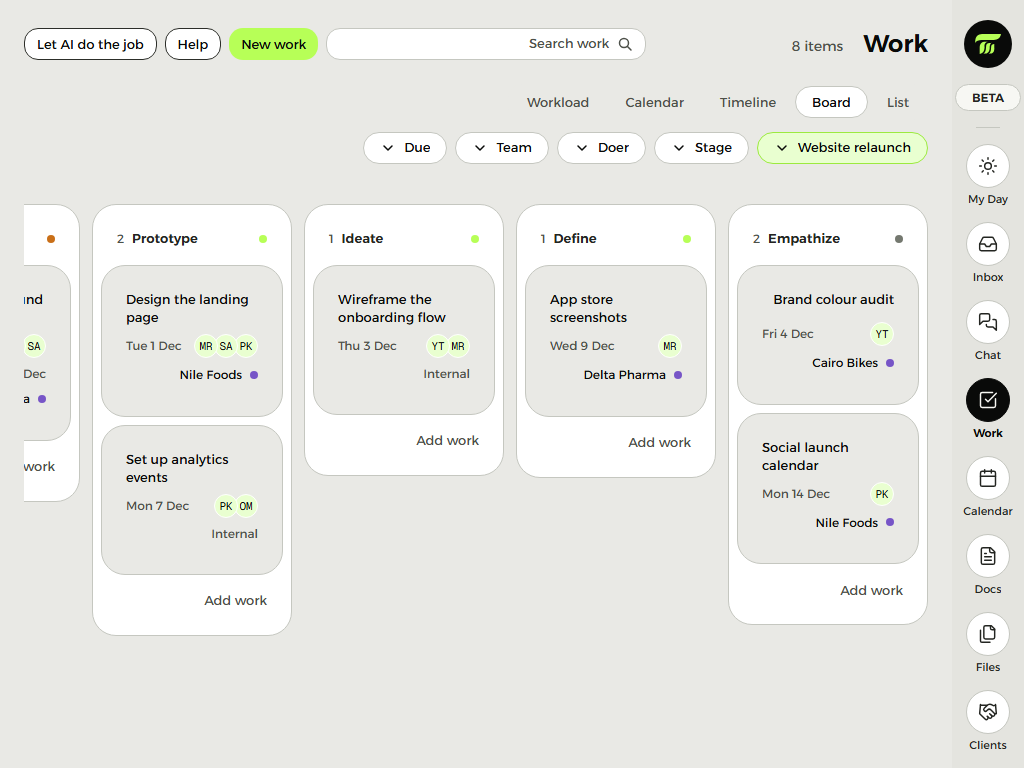 Let AI do the job
Help
New work
Search work
8 items
Work
Workload
Calendar
Timeline
Board
List
Due
Team
Doer
Stage
Website relaunch
SA
Dec
work
2 Prototype
Design the landing
page
Tue 1 Dec
MR SA PK
Nile Foods
Set up analytics
events
Mon 7 Dec
PK OM
Internal
Add work
1 Ideate
Wireframe the
onboarding flow
Thu 3 Dec
YT MR
Internal
Add work
1 Define
App store
screenshots
Wed 9 Dec
MR
Delta Pharma
Add work
2 Empathize
Brand colour audit
Fri 4 Dec
YT
Cairo Bikes
Social launch
calendar
Mon 14 Dec
PK
Nile Foods
Add work
BETA
My Day
Inbox
Chat
Work
Calendar
Docs
Files
Clients